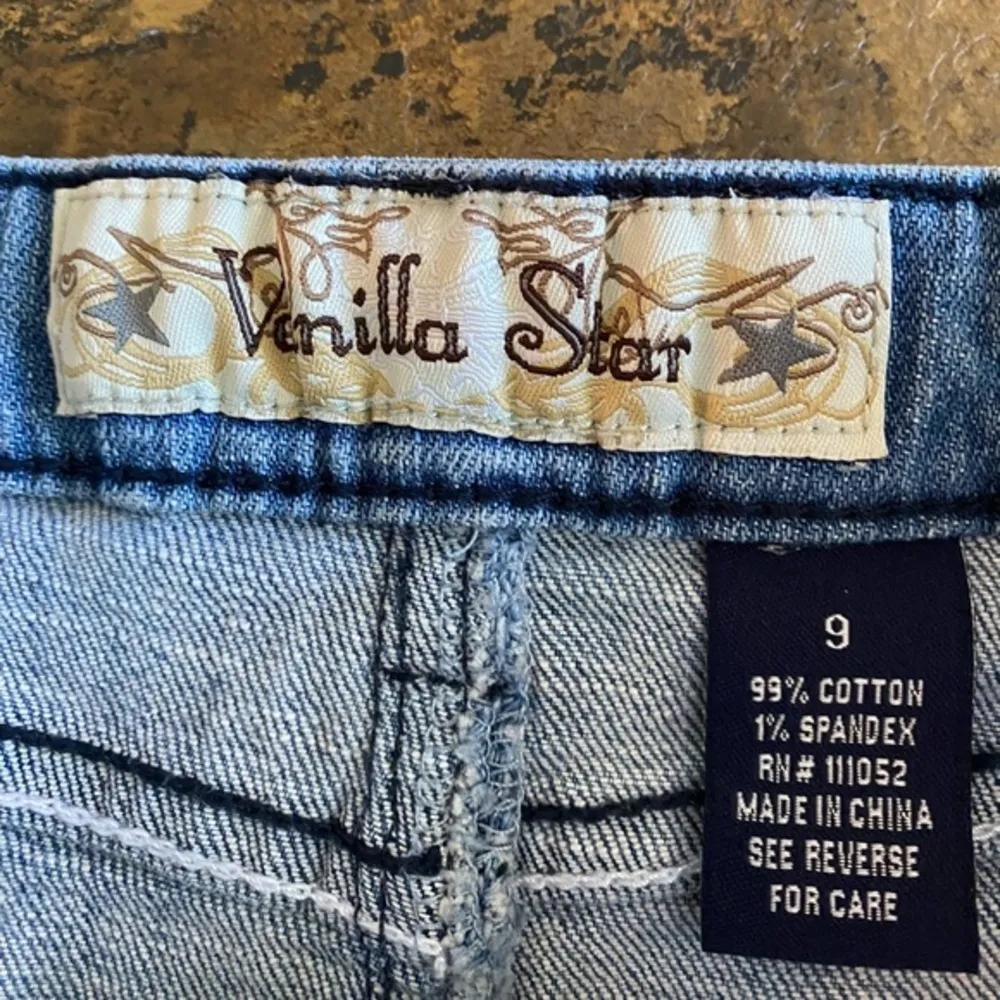 Vanilla Star
9
99% COTTON
1% SPANDEX
RN# 111052
MADE IN CHINA
SEE REVERSE
FOR CARE